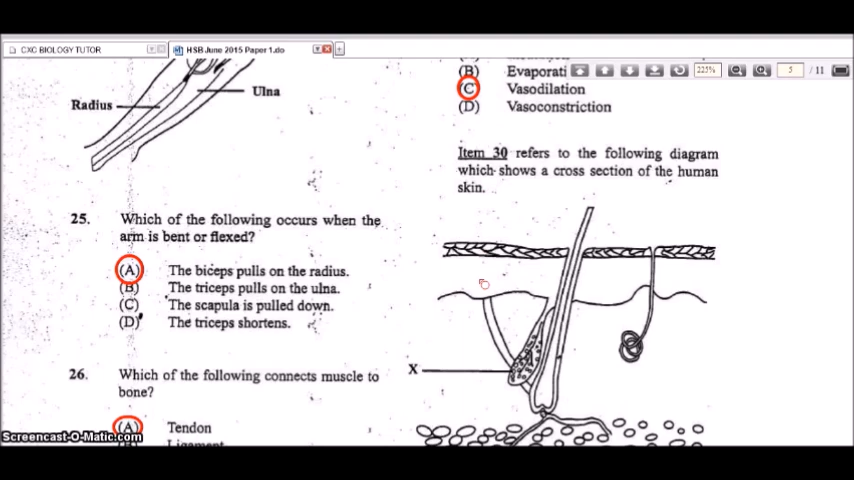 CXC BIOLOGY TUTOR
HSB June 2015 Paper 1.do
225%
5
/ 11
Radius
Ulna
25. Which of the following occurs when the
arm is bent or flexed?
(A) The biceps pulls on the radius.
(B) The triceps pulls on the ulna.
(C) The scapula is pulled down.
(D) The triceps shortens.
26. Which of the following connects muscle to
bone?
(A) Tendon
Ligament
(B) Evaporati
(C) Vasodilation
(D) Vasoconstriction
Item 30 refers to the following diagram
which shows a cross section of the human
skin.
X
Screencast-O-Matic.com